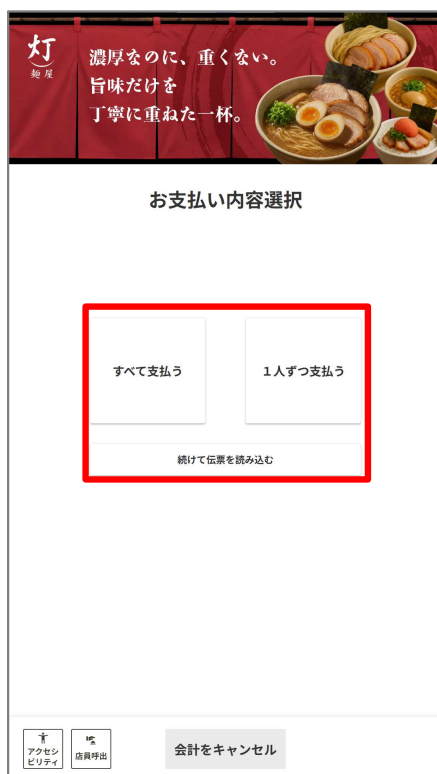 灯
麺屋
濃厚なのに、重くない。
旨味だけを
丁寧に重ねた一杯。
お支払い内容選択
すべて支払う
１人ずつ支払う
続けて伝票を読み込む
アクセシ
ビリティ
店員呼出
会計をキャンセル